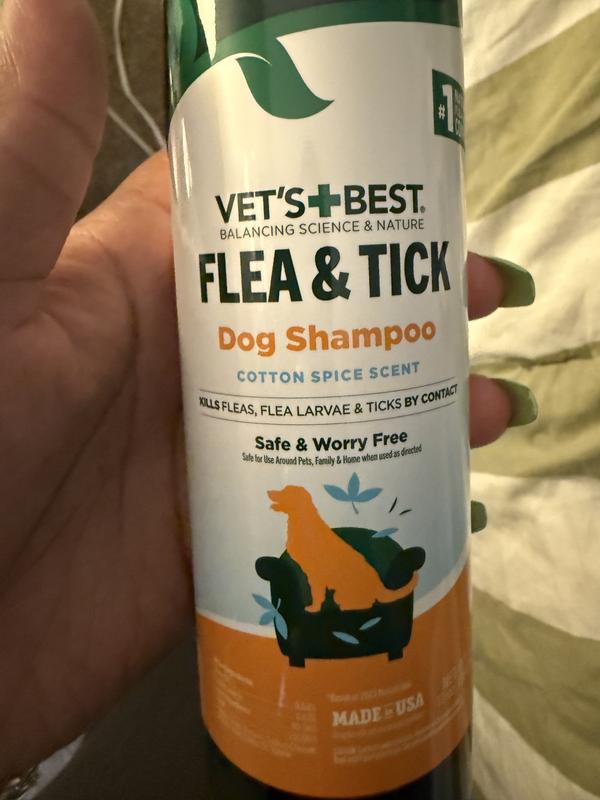 #1
VET'S+BEST®
BALANCING SCIENCE & NATURE
FLEA & TICK
Dog Shampoo
COTTON SPICE SCENT
KILLS FLEAS, FLEA LARVAE & TICKS BY CONTACT
Safe & Worry Free
Safe for Use Around Pets, Family & Home when used as directed
MADE IN USA